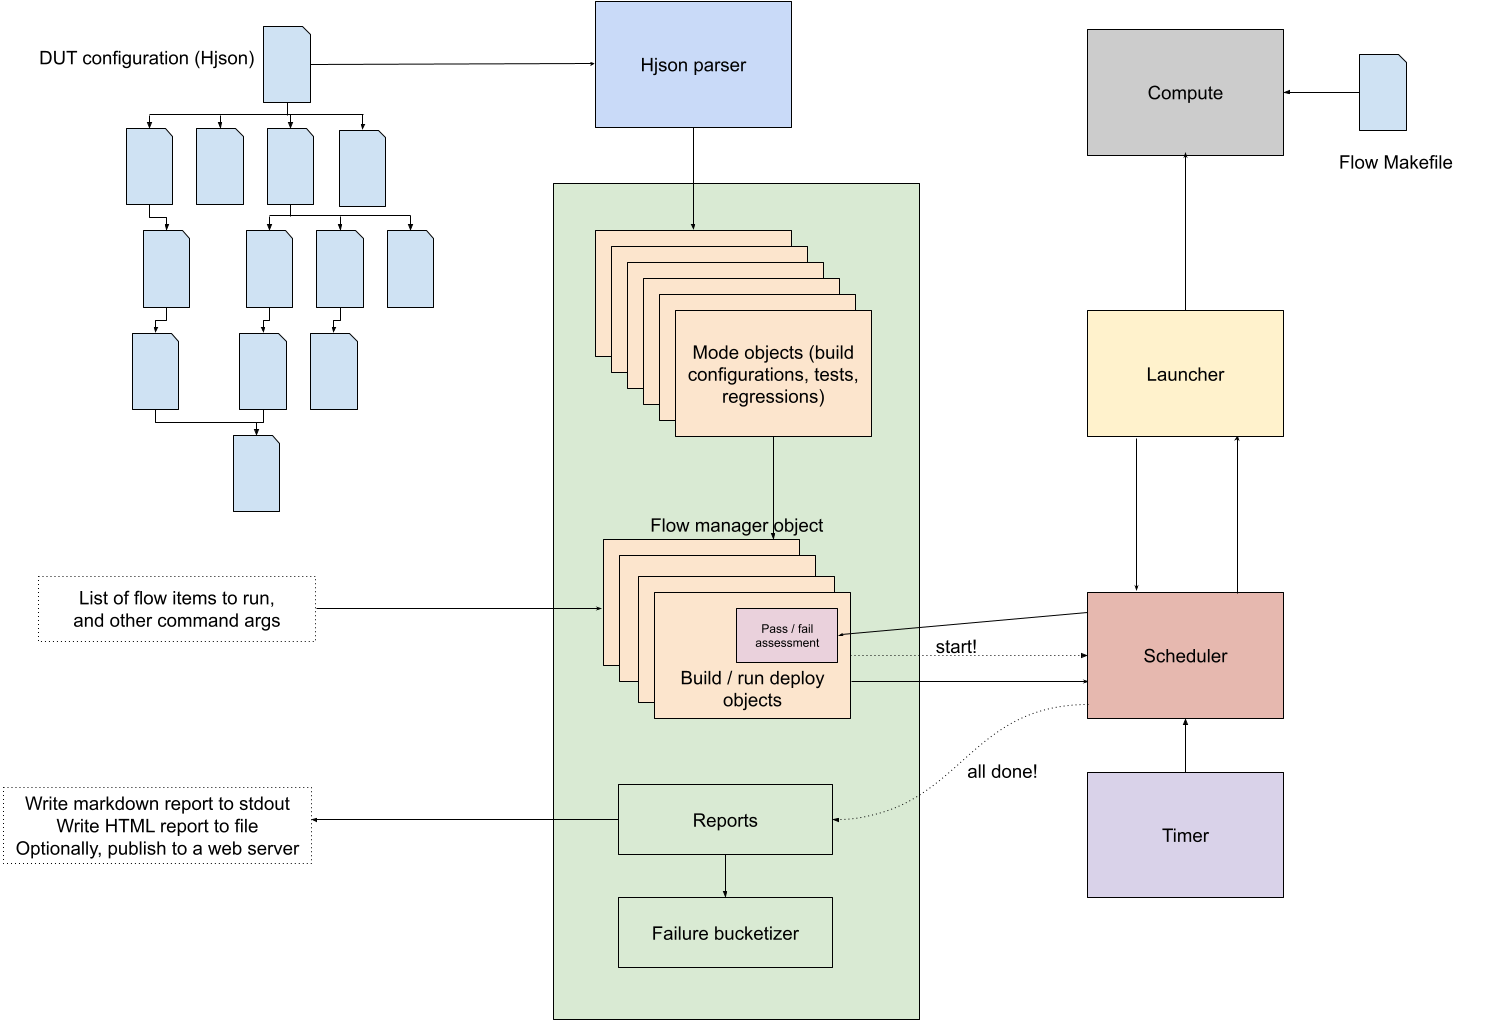 DUT configuration (Hjson)
Hjson parser
Compute
Flow Makefile
Mode objects (build
configurations, tests,
regressions)
Launcher
Flow manager object
List of flow items to run,
and other command args
Pass / fail
assessment
Build / run deploy
objects
start!
Scheduler
all done!
Write markdown report to stdout
Write HTML report to file
Optionally, publish to a web server
Reports
Timer
Failure bucketizer